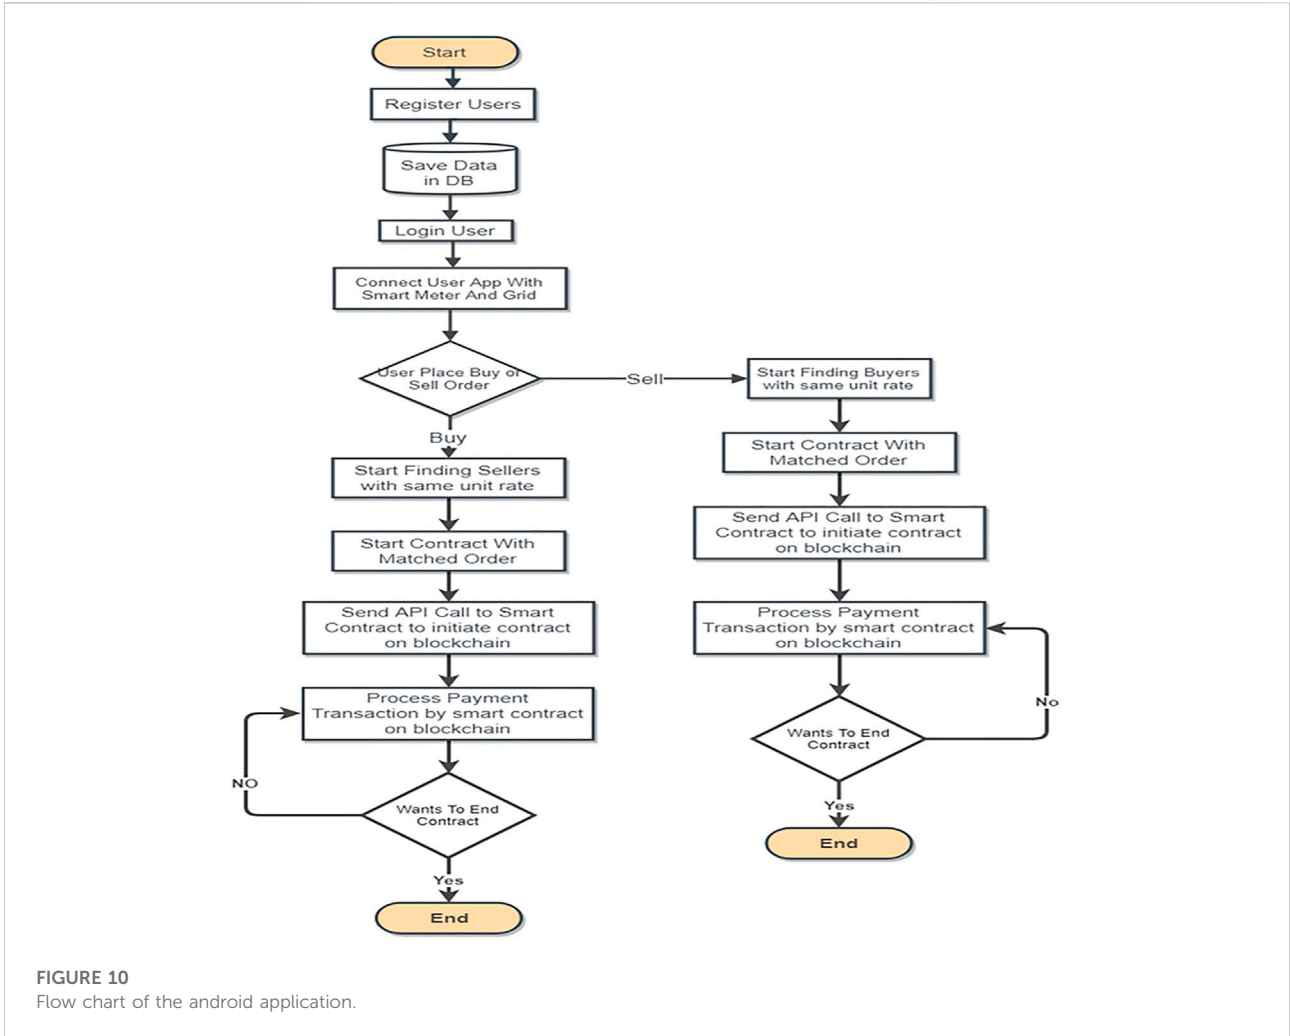 Start
Register Users
Save Data
in DB
Login User
Connect User App With
Smart Meter And Grid
User Place Buy or
Sell Order
Sell
Start Finding Buyers
with same unit rate
Start Contract With
Matched Order
Send API Call to Smart
Contract to initiate contract
on blockchain
Process Payment
Transaction by smart contract
on blockchain
No
Wants To End
Contract
Yes
End
Buy
Start Finding Sellers
with same unit rate
Start Contract With
Matched Order
Send API Call to Smart
Contract to initiate contract
on blockchain
Process Payment
Transaction by smart contract
on blockchain
NO
Wants To End
Contract
Yes
End
FIGURE 10
Flow chart of the android application.